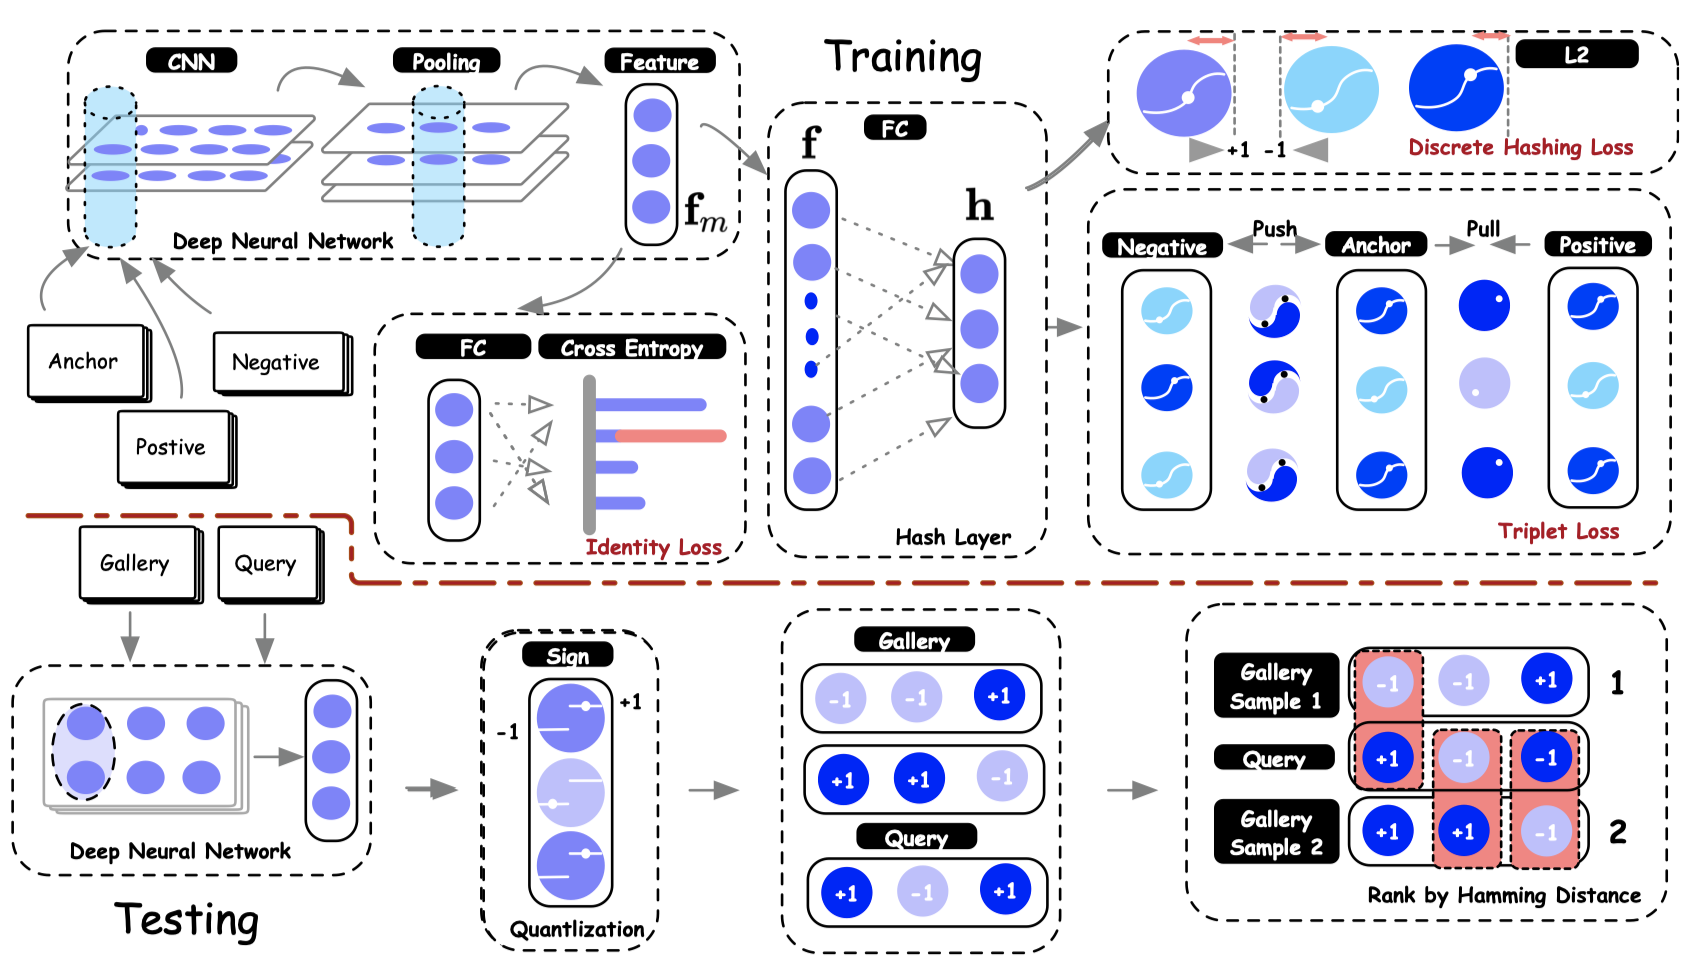 Training
CNN
Pooling
Feature
f_m
Deep Neural Network
Anchor
Negative
Postive
FC
Cross Entropy
Identity Loss
f
FC
h
Hash Layer
L2
+1
-1
Discrete Hashing Loss
Push
Pull
Negative
Anchor
Positive
Triplet Loss
Gallery
Query
Deep Neural Network
Testing
Sign
+1
-1
Quantlization
Gallery
-1 -1 +1
+1 +1 -1
Query
+1 -1 +1
Gallery
Sample 1
-1 -1 +1
1
Query
+1 -1 -1
Gallery
Sample 2
+1 +1 -1
2
Rank by Hamming Distance